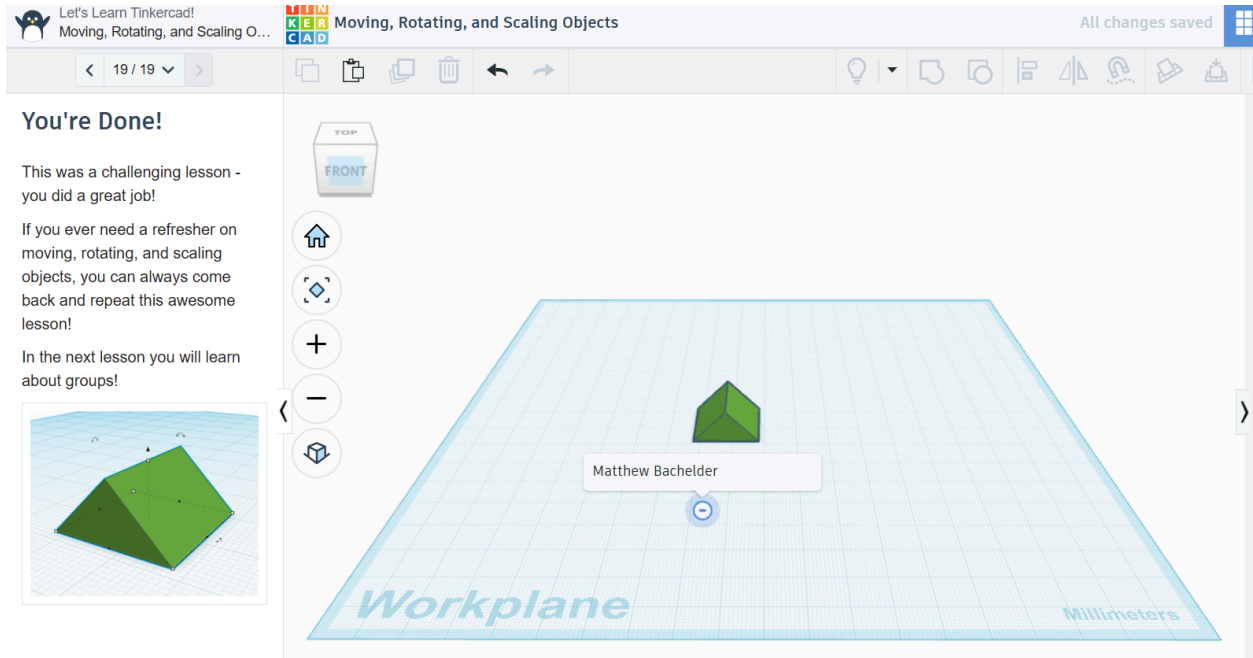 Let's Learn Tinkercad!
Moving, Rotating, and Scaling O...
TIN
KER
CAD
Moving, Rotating, and Scaling Objects
All changes saved
19 / 19
You're Done!
This was a challenging lesson -
you did a great job!
If you ever need a refresher on
moving, rotating, and scaling
objects, you can always come
back and repeat this awesome
lesson!
In the next lesson you will learn
about groups!
TOP
FRONT
Matthew Bachelder
Workplane
Millimeters